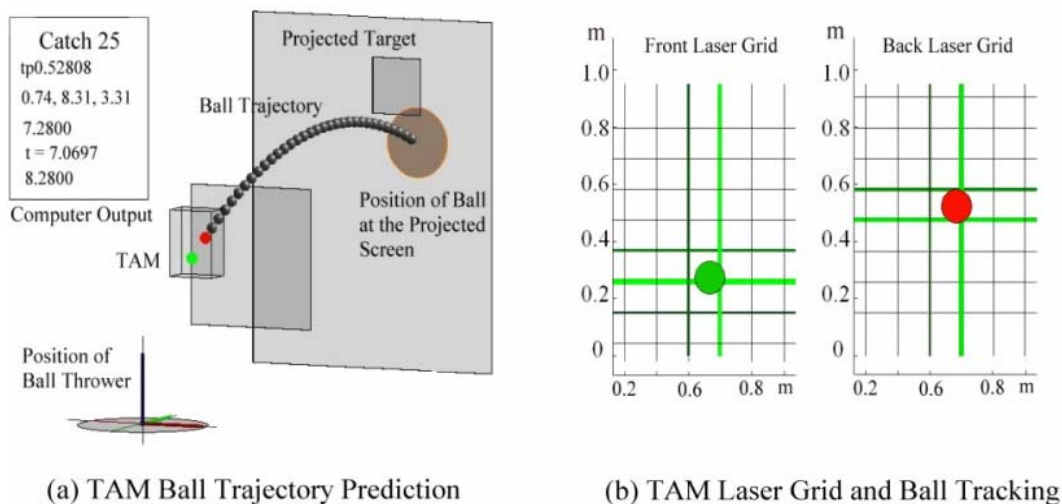 Catch 25
tp0.52808
0.74, 8.31, 3.31
7.2800
t = 7.0697
8.2800
Computer Output
TAM
Projected Target
Ball Trajectory
Position of Ball
at the Projected
Screen
Position of
Ball Thrower
(a) TAM Ball Trajectory Prediction
m
Front Laser Grid
1.0
0.8
0.6
0.4
0.2
0
0.2 0.6 0.8 m
m
Back Laser Grid
1.0
0.8
0.6
0.4
0.2
0
0.2 0.6 0.8 m
(b) TAM Laser Grid and Ball Tracking